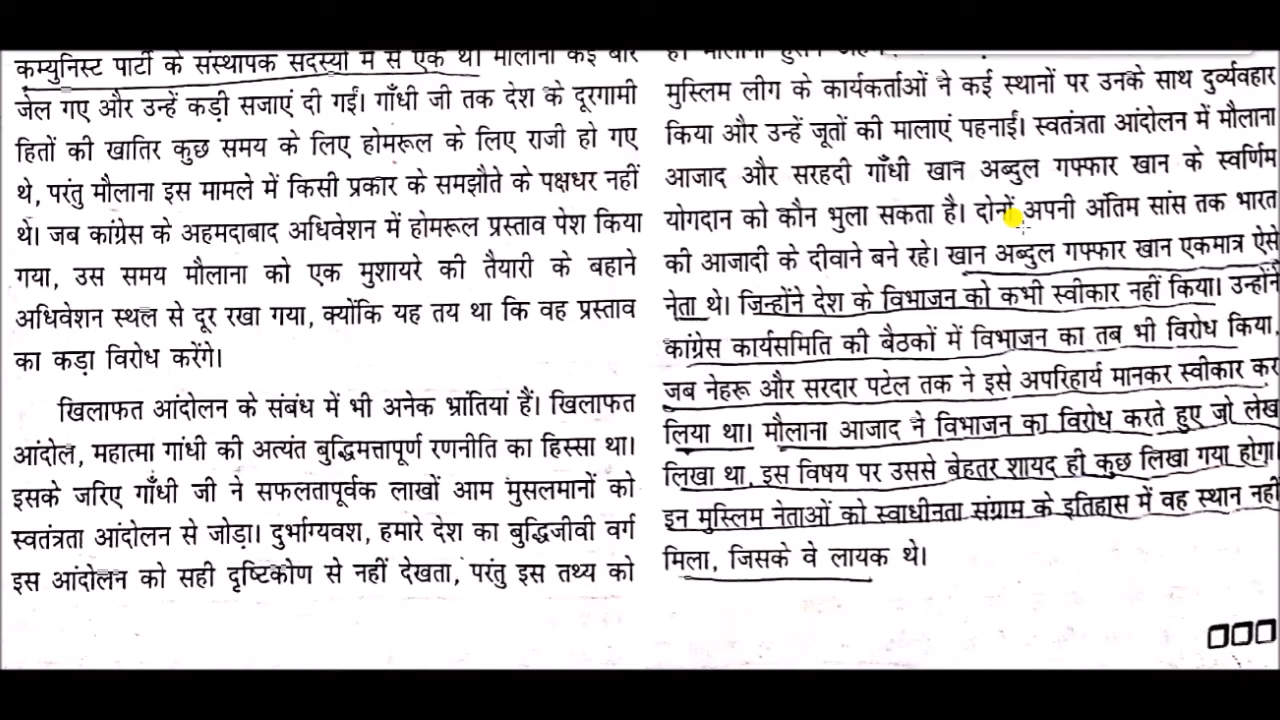 कम्युनिस्ट पार्टी के संस्थापक सदस्यों में से एक थे। मौलाना कई बार
जेल गए और उन्हें कड़ी सजाएं दी गईं। गाँधी जी तक देश के दूरगामी
हितों की खातिर कुछ समय के लिए होमरूल के लिए राजी हो गए
थे, परंतु मौलाना इस मामले में किसी प्रकार के समझौते के पक्षधर नहीं
थे। जब कांग्रेस के अहमदाबाद अधिवेशन में होमरूल प्रस्ताव पेश किया
गया, उस समय मौलाना को एक मुशायरे की तैयारी के बहाने
अधिवेशन स्थल से दूर रखा गया, क्योंकि यह तय था कि वह प्रस्ताव
का कड़ा विरोध करेंगे।
खिलाफत आंदोलन के संबंध में भी अनेक भ्रांतियां हैं। खिलाफत
आंदोल, महात्मा गांधी की अत्यंत बुद्धिमत्तापूर्ण रणनीति का हिस्सा था।
इसके जरिए गाँधी जी ने सफलतापूर्वक लाखों आम मुसलमानों को
स्वतंत्रता आंदोलन से जोड़ा। दुर्भाग्यवश, हमारे देश का बुद्धिजीवी वर्ग
इस आंदोलन को सही दृष्टिकोण से नहीं देखता, परंतु इस तथ्य को
मुस्लिम लीग के कार्यकर्ताओं ने कई स्थानों पर उनके साथ दुर्व्यवहार
किया और उन्हें जूतों की मालाएं पहनाईं। स्वतंत्रता आंदोलन में मौलाना
आजाद और सरहदी गाँधी खान अब्दुल गफ्फार खान के स्वर्णिम
योगदान को कौन भुला सकता है। दोनों अपनी अंतिम सांस तक भारत
की आजादी के दीवाने बने रहे। खान अब्दुल गफ्फार खान एकमात्र ऐसे
नेता थे। जिन्होंने देश के विभाजन को कभी स्वीकार नहीं किया। उन्होंने
कांग्रेस कार्यसमिति की बैठकों में विभाजन का तब भी विरोध किया,
जब नेहरू और सरदार पटेल तक ने इसे अपरिहार्य मानकर स्वीकार कर
लिया था। मौलाना आजाद ने विभाजन का विरोध करते हुए जो लेख
लिखा था, इस विषय पर उससे बेहतर शायद ही कुछ लिखा गया होगा।
इन मुस्लिम नेताओं को स्वाधीनता संग्राम के इतिहास में वह स्थान नहीं
मिला, जिसके वे लायक थे।